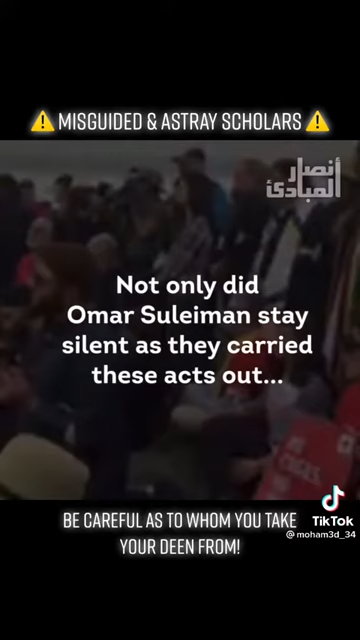 ⚠️ MISGUIDED & ASTRAY SCHOLARS ⚠️
أنصار
المبادئ
Not only did
Omar Suleiman stay
silent as they carried
these acts out...
TikTok
@moham3d_34
BE CAREFUL AS TO WHOM YOU TAKE
YOUR DEEN FROM!